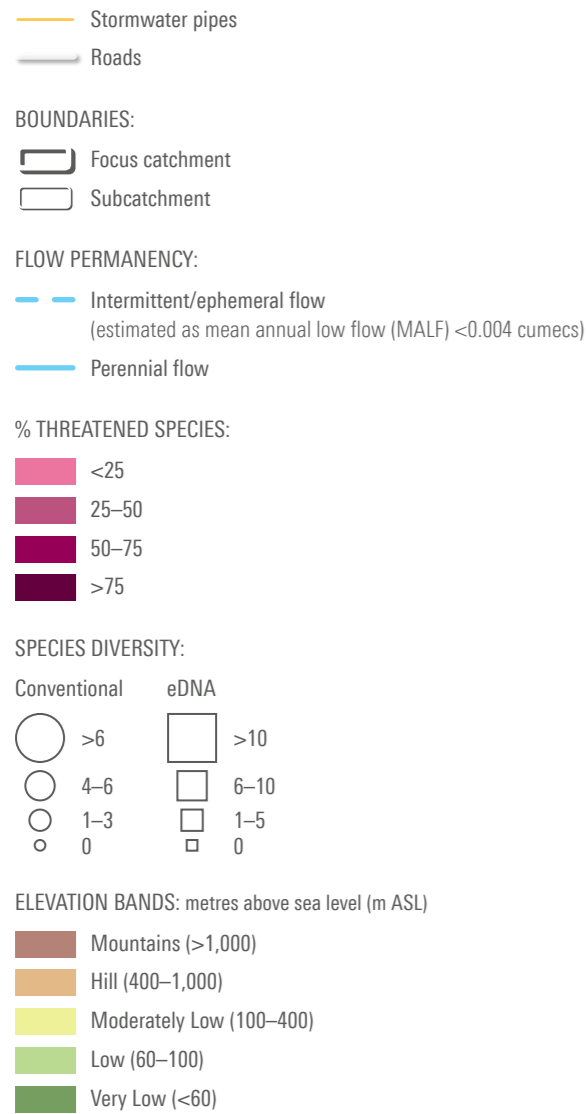 Stormwater pipes
Roads
BOUNDARIES:
Focus catchment
Subcatchment
FLOW PERMANENCY:
Intermittent/ephemeral flow
(estimated as mean annual low flow (MALF) <0.004 cumecs)
Perennial flow
% THREATENED SPECIES:
<25
25–50
50–75
>75
SPECIES DIVERSITY:
Conventional eDNA
>6 >10
4–6 6–10
1–3 1–5
0 0
ELEVATION BANDS: metres above sea level (m ASL)
Mountains (>1,000)
Hill (400–1,000)
Moderately Low (100–400)
Low (60–100)
Very Low (<60)